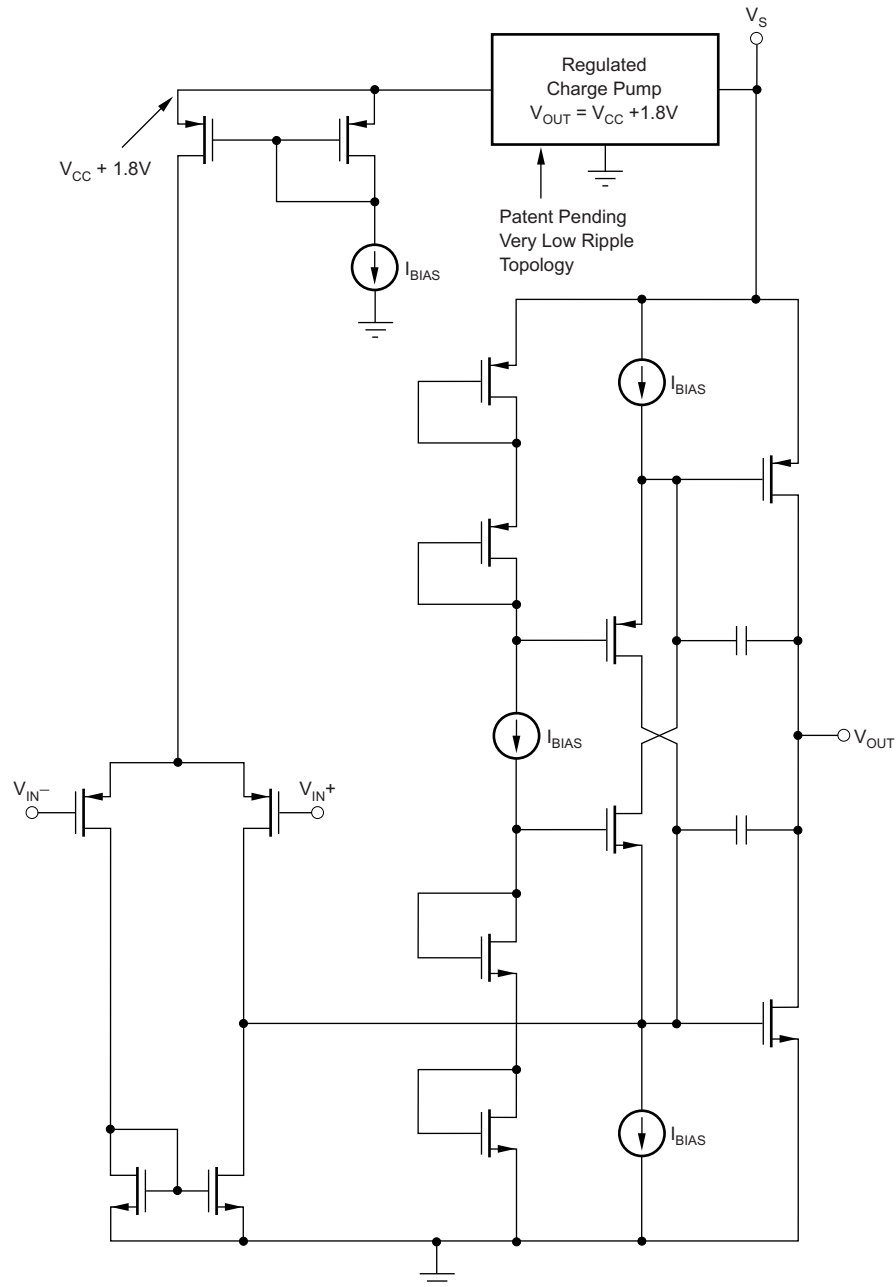 V_S
Regulated
Charge Pump
V_OUT = V_CC +1.8V
V_CC + 1.8V
Patent Pending
Very Low Ripple
Topology
I_BIAS
I_BIAS
I_BIAS
V_OUT
V_IN−
V_IN+
I_BIAS